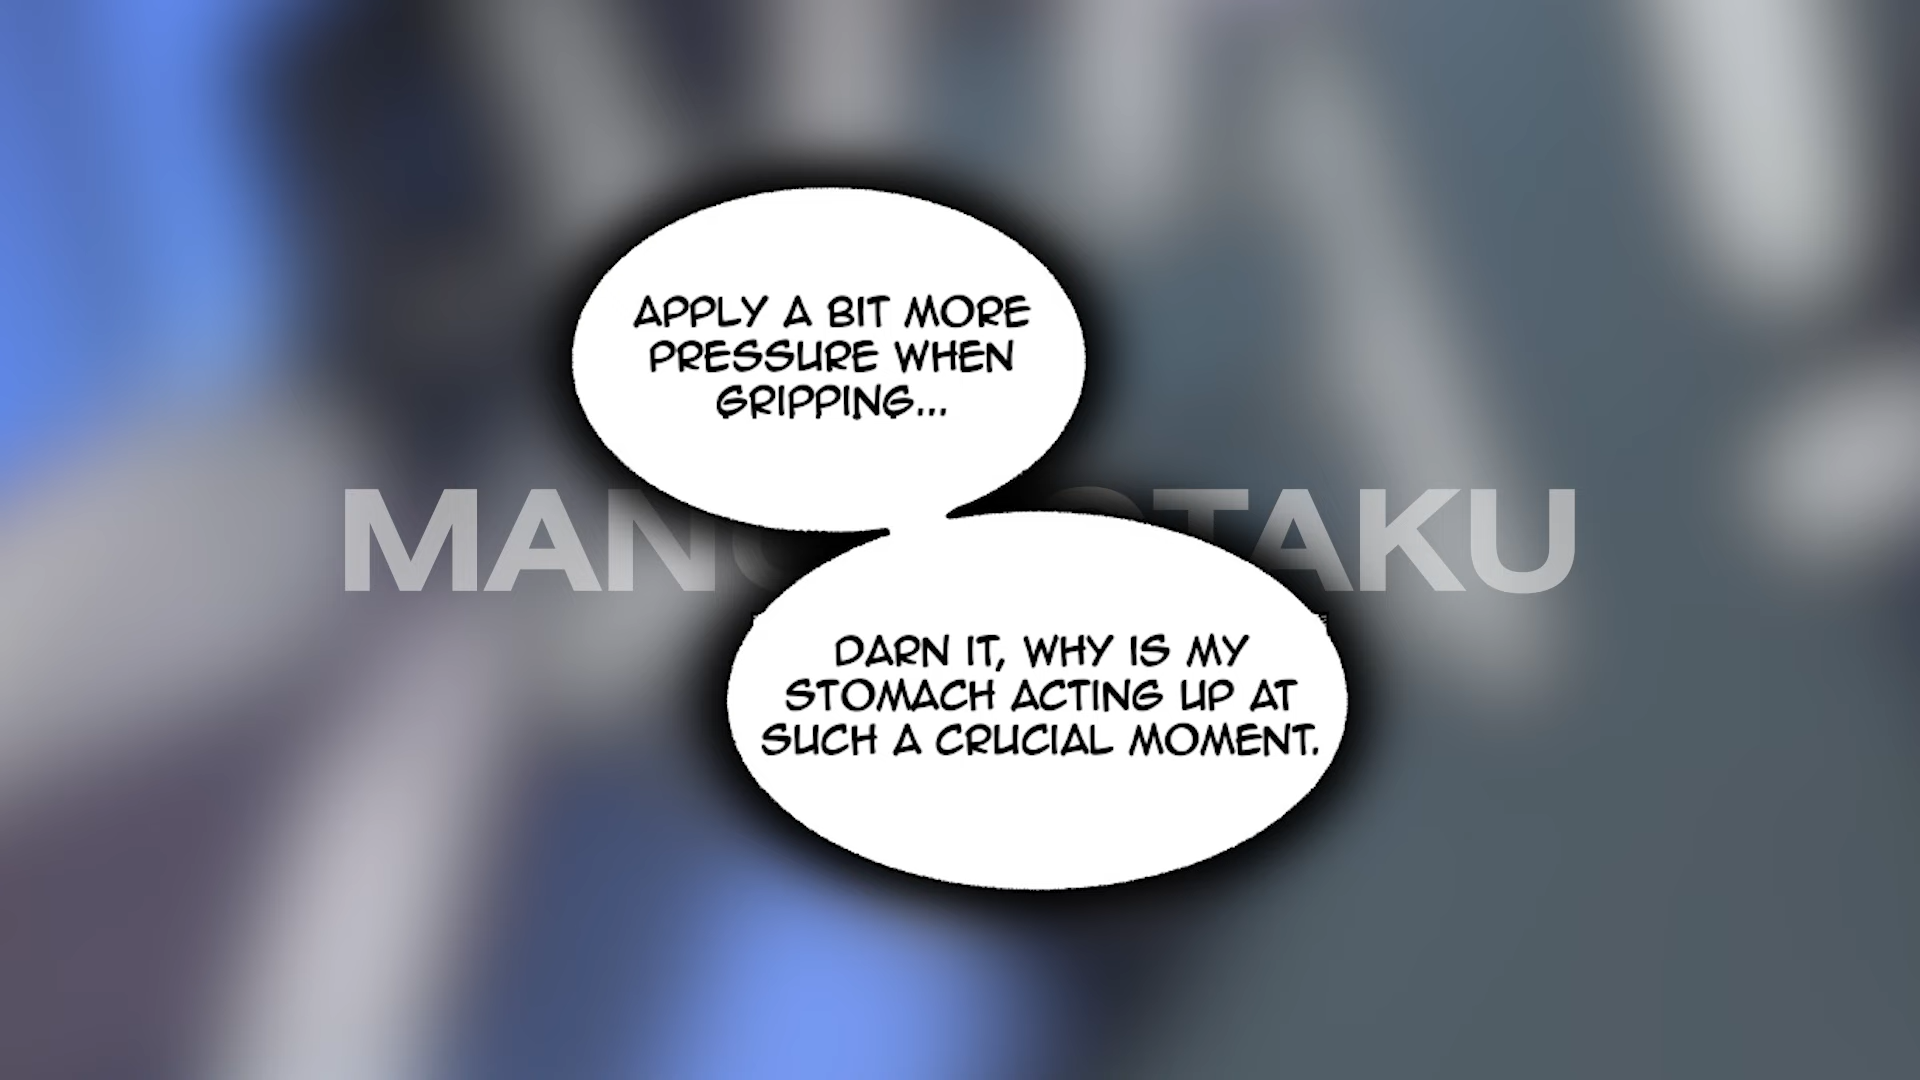 APPLY A BIT MORE
PRESSURE WHEN
GRIPPING...
DARN IT, WHY IS MY
STOMACH ACTING UP AT
SUCH A CRUCIAL MOMENT.